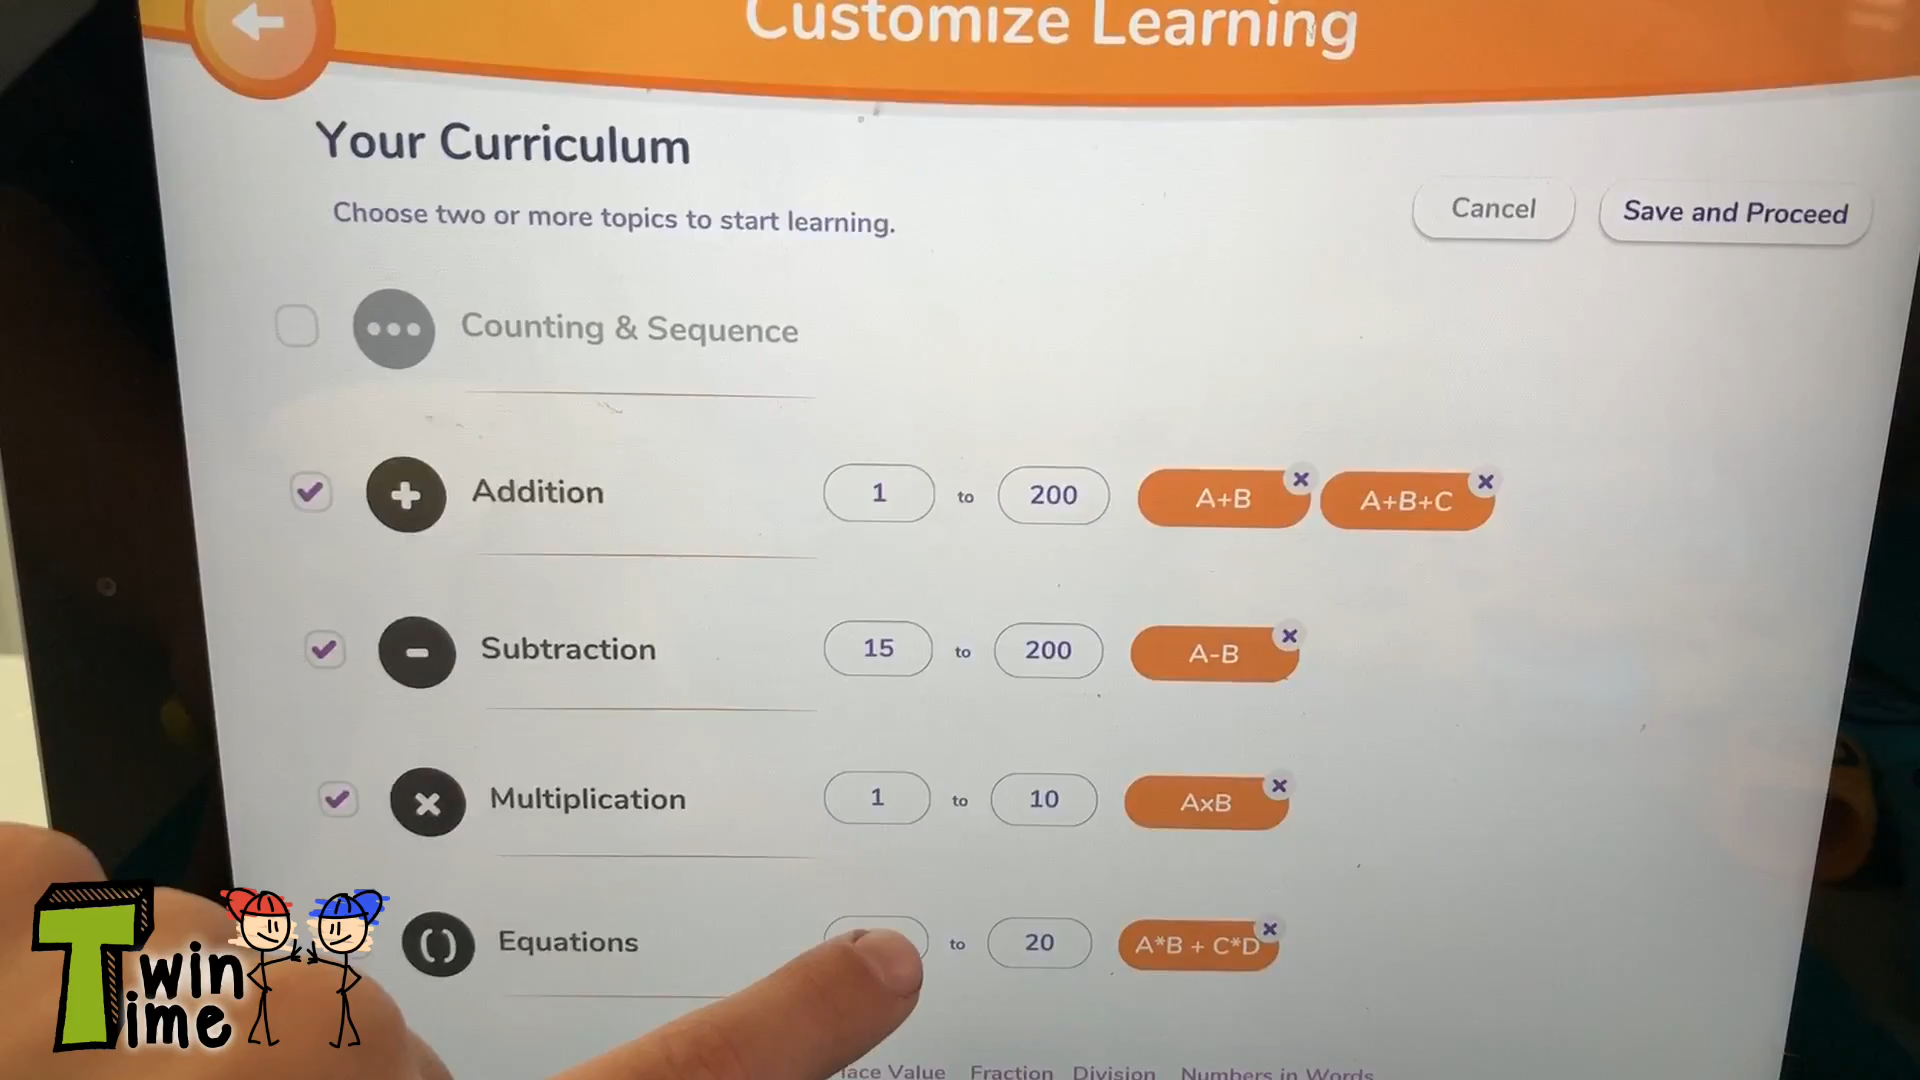 Customize Learning
Your Curriculum
Choose two or more topics to start learning.
Cancel
Save and Proceed
Counting & Sequence
Addition 1 to 200 A+B A+B+C
Subtraction 15 to 200 A-B
Multiplication 1 to 10 AxB
Equations to 20 A*B + C*D
Value Fraction Division Numbers in Words
Twin
Time